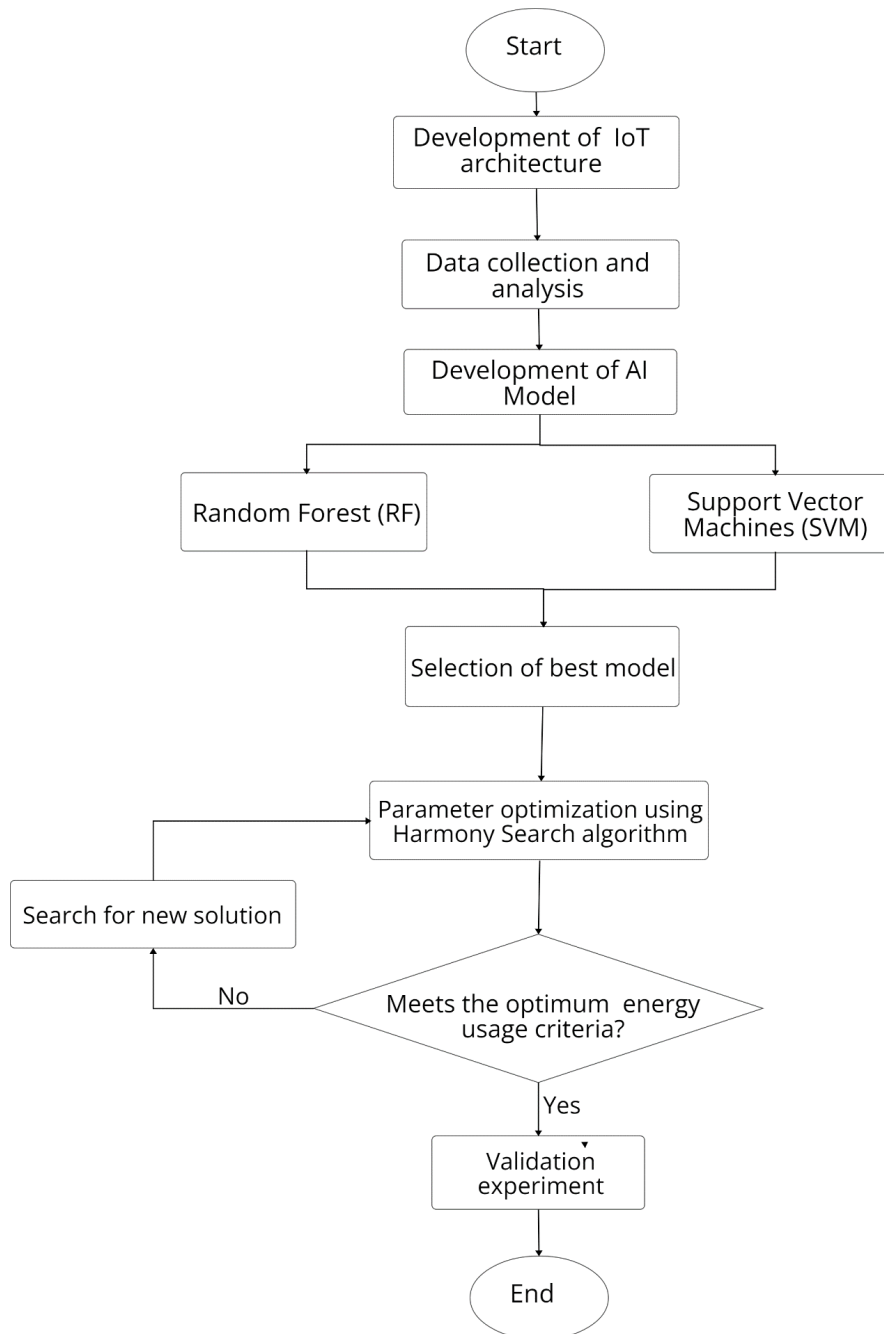 Start
Development of IoT
architecture
Data collection and
analysis
Development of AI
Model
Random Forest (RF)
Support Vector
Machines (SVM)
Selection of best model
Parameter optimization using
Harmony Search algorithm
Search for new solution
No
Meets the optimum energy
usage criteria?
Yes
Validation
experiment
End